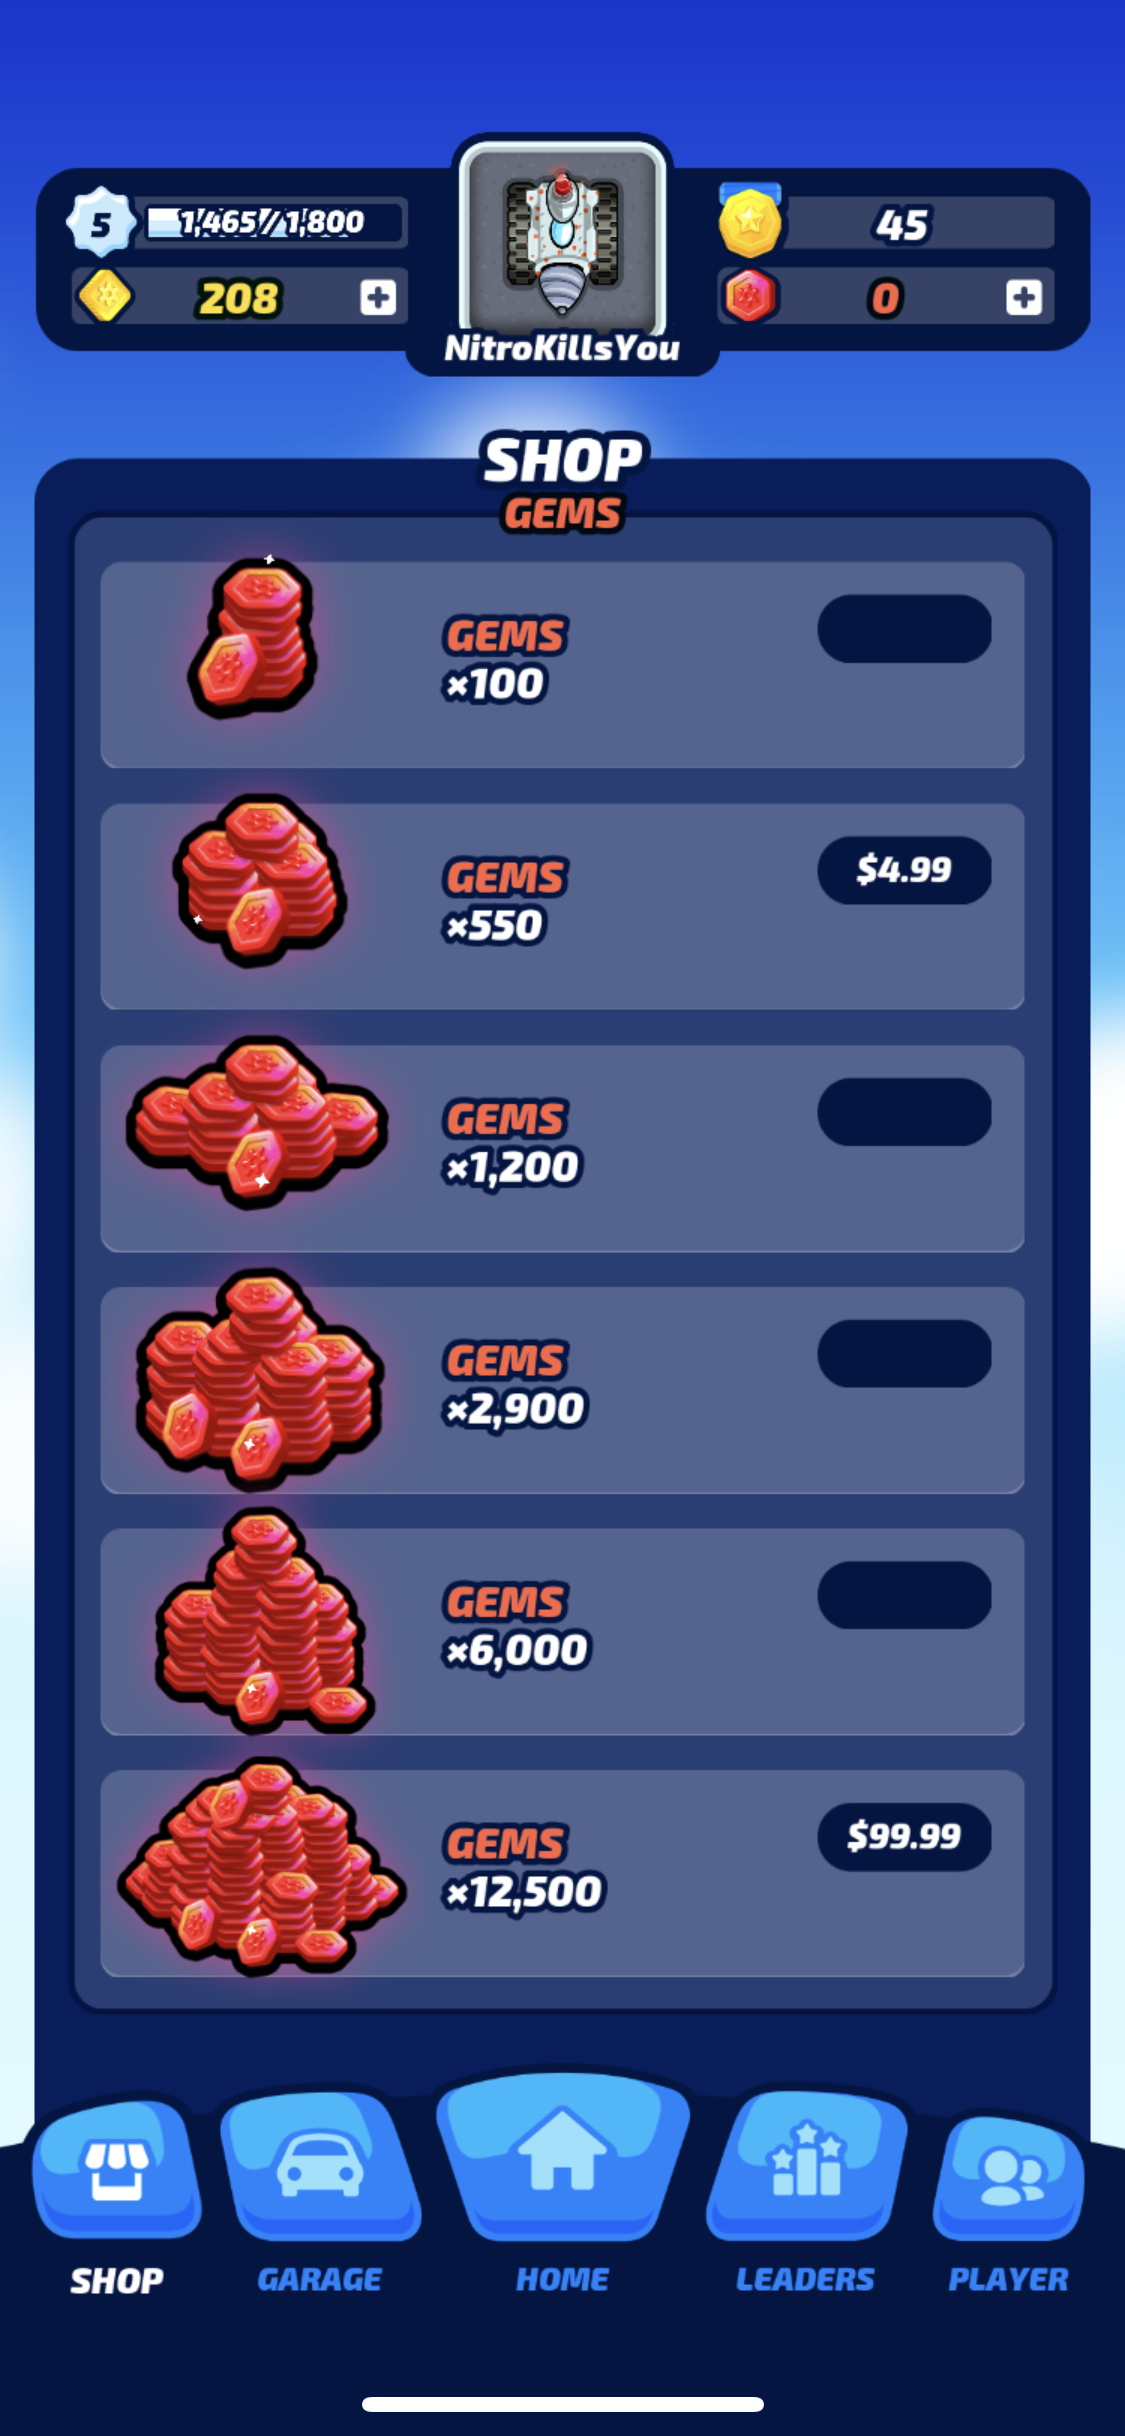 5
1,465/1,800
45
208
0
NitroKillsYou
SHOP
GEMS
GEMS
×100
GEMS
×550
$4.99
GEMS
×1,200
GEMS
×2,900
GEMS
×6,000
GEMS
×12,500
$99.99
SHOP
GARAGE
HOME
LEADERS
PLAYER